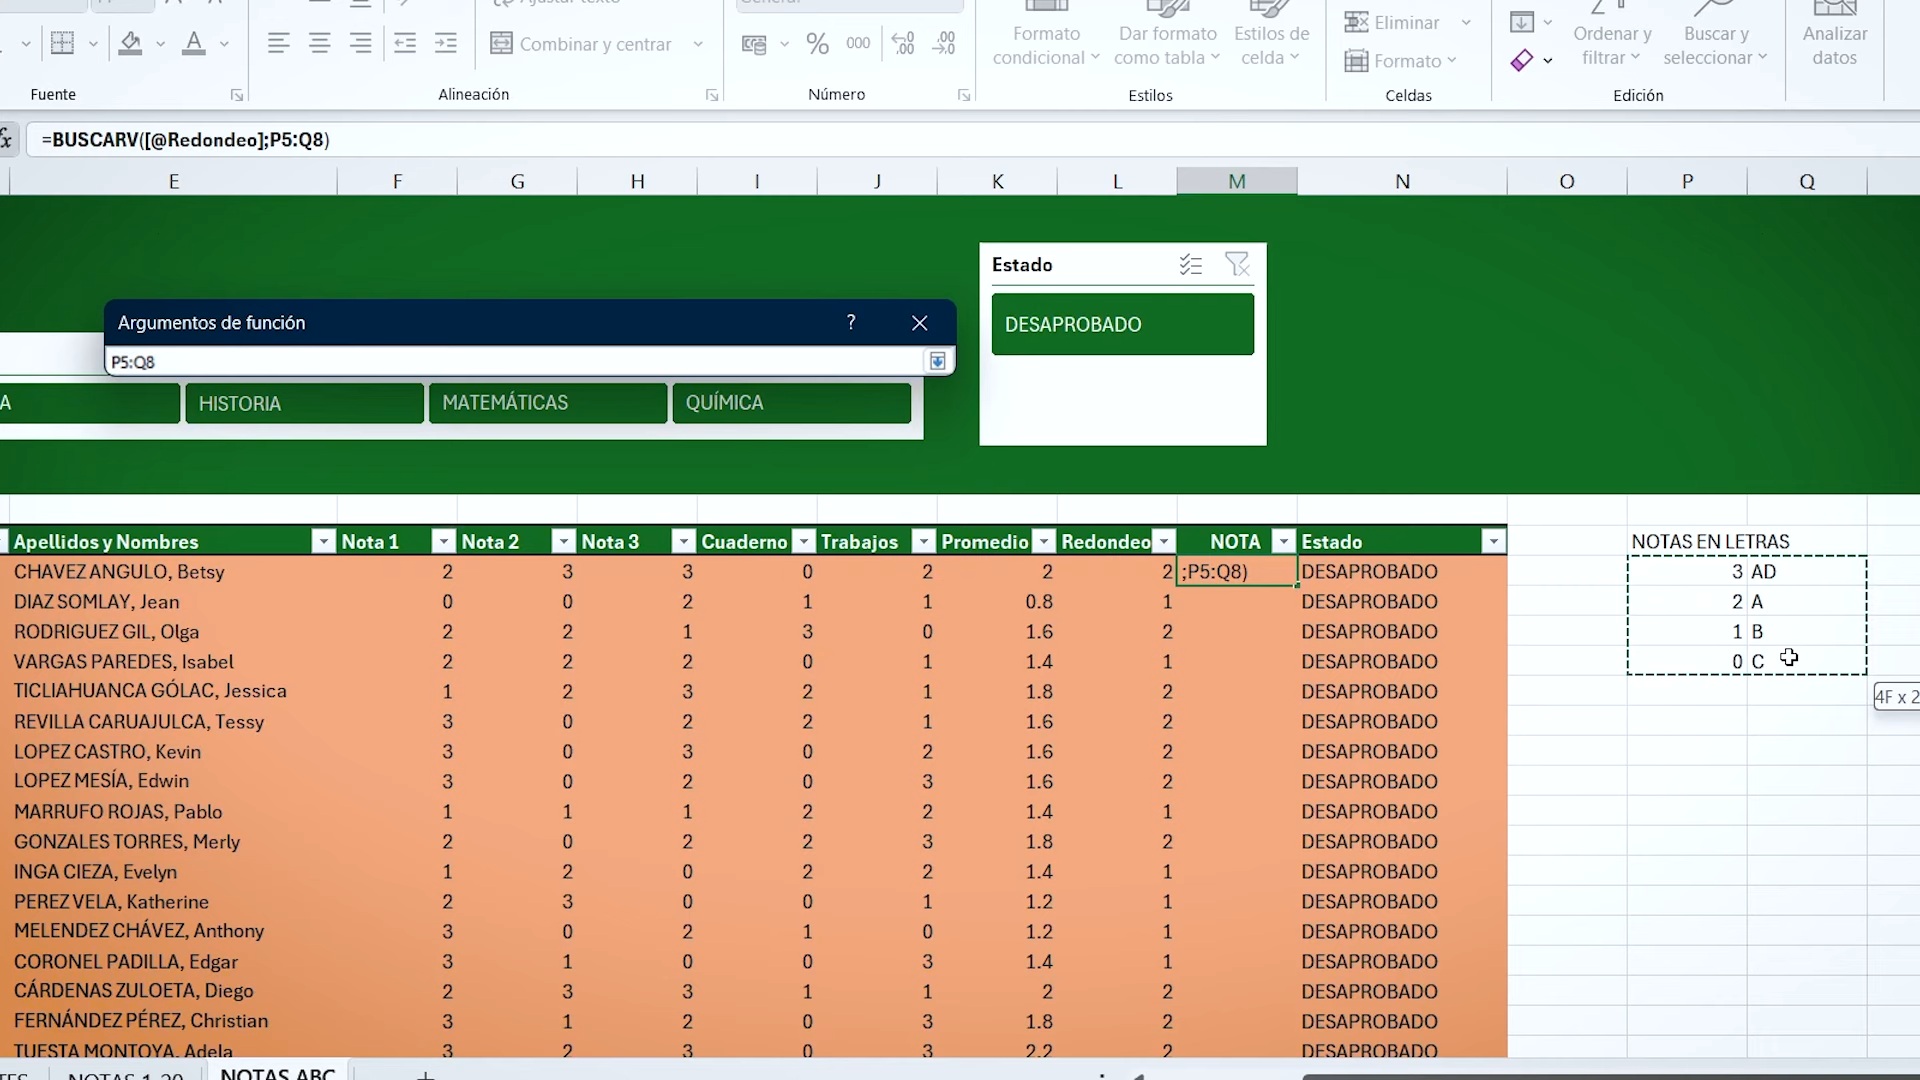 Ajustar texto
General
Combinar y centrar
% 000
Formato condicional
Dar formato como tabla
Estilos de celda
Eliminar
Formato
Ordenar y filtrar
Buscar y seleccionar
Analizar datos
Fuente
Alineación
Número
Estilos
Celdas
Edición
fx =BUSCARV([@Redondeo];P5:Q8)
E F G H I J K L M N O P Q
Estado
DESAPROBADO
Argumentos de función ?
P5:Q8
A HISTORIA MATEMÁTICAS QUÍMICA
Apellidos y Nombres Nota 1 Nota 2 Nota 3 Cuaderno Trabajos Promedio Redondeo NOTA Estado NOTAS EN LETRAS
CHAVEZ ANGULO, Betsy 2 3 3 0 2 2 2 ;P5:Q8) DESAPROBADO 3 AD
DIAZ SOMLAY, Jean 0 0 2 1 1 0.8 1 DESAPROBADO 2 A
RODRIGUEZ GIL, Olga 2 2 1 3 0 1.6 2 DESAPROBADO 1 B
VARGAS PAREDES, Isabel 2 2 2 0 1 1.4 1 DESAPROBADO 0 C
TICLIAHUANCA GÓLAC, Jessica 1 2 3 2 1 1.8 2 DESAPROBADO 4F x 2
REVILLA CARUAJULCA, Tessy 3 0 2 2 1 1.6 2 DESAPROBADO
LOPEZ CASTRO, Kevin 3 0 3 0 2 1.6 2 DESAPROBADO
LOPEZ MESÍA, Edwin 3 0 2 0 3 1.6 2 DESAPROBADO
MARRUFO ROJAS, Pablo 1 1 1 2 2 1.4 1 DESAPROBADO
GONZALES TORRES, Merly 2 0 2 2 3 1.8 2 DESAPROBADO
INGA CIEZA, Evelyn 1 2 0 2 2 1.4 1 DESAPROBADO
PEREZ VELA, Katherine 2 3 0 0 1 1.2 1 DESAPROBADO
MELENDEZ CHÁVEZ, Anthony 3 0 2 1 0 1.2 1 DESAPROBADO
CORONEL PADILLA, Edgar 3 1 0 0 3 1.4 1 DESAPROBADO
CÁRDENAS ZULOETA, Diego 2 3 3 1 1 2 2 DESAPROBADO
FERNÁNDEZ PÉREZ, Christian 3 1 2 0 3 1.8 2 DESAPROBADO
TUESTA MONTOYA, Adela 3 2 3 0 3 2.2 2 DESAPROBADO
NOTAS 1-20 NOTAS ABC +